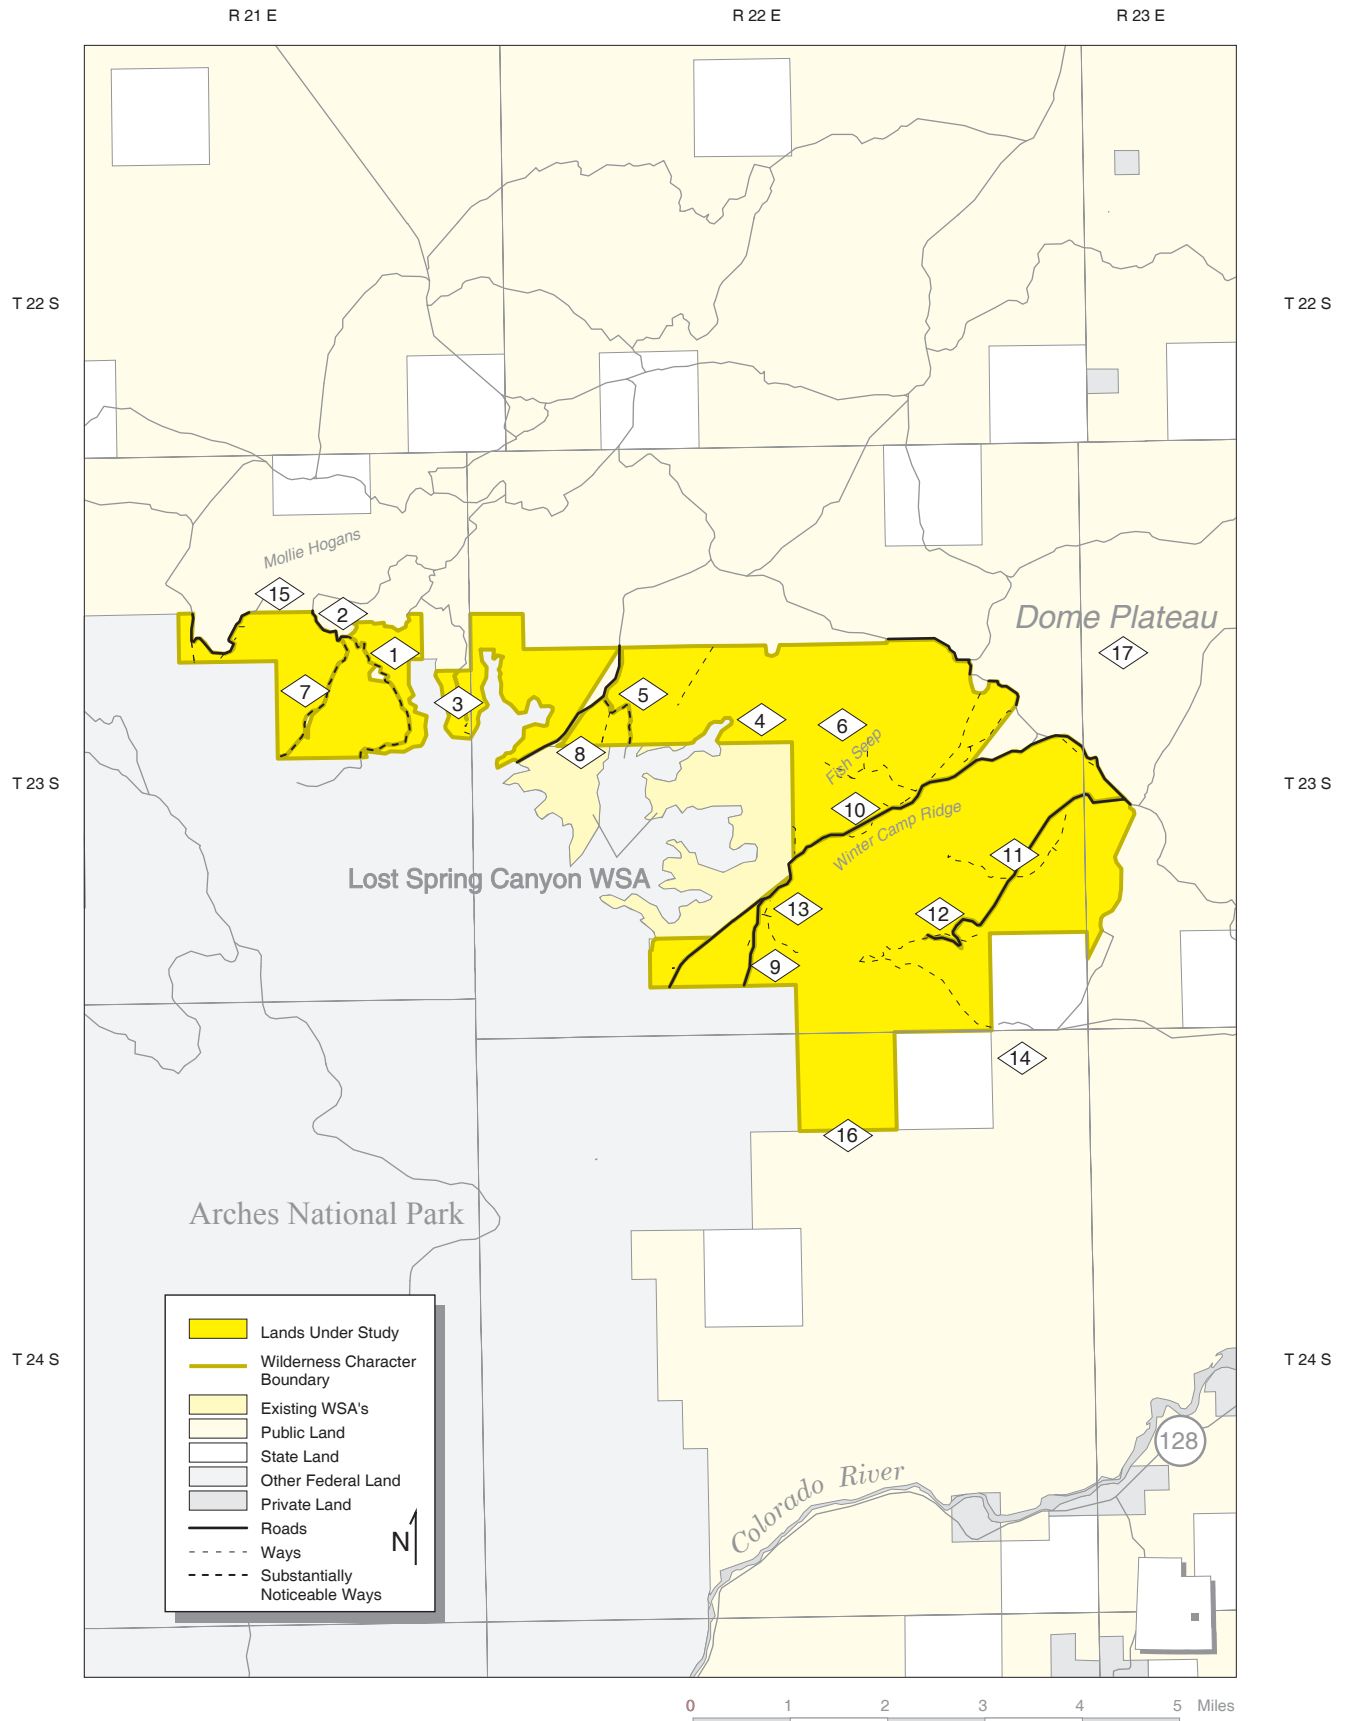 R 21 E
R 22 E
R 23 E
T 22 S
T 22 S
Mollie Hogans
15
2
Dome Plateau
1
17
7
3
5
4
6
8
Fish Seep
T 23 S
T 23 S
10
Winter Camp Ridge
11
Lost Spring Canyon WSA
13
12
9
14
16
Arches National Park
Lands Under Study
Wilderness Character
Boundary
Existing WSA's
Public Land
State Land
Other Federal Land
Private Land
Roads
Ways
Substantially
Noticeable Ways
N
T 24 S
T 24 S
128
Colorado River
0 1 2 3 4 5 Miles